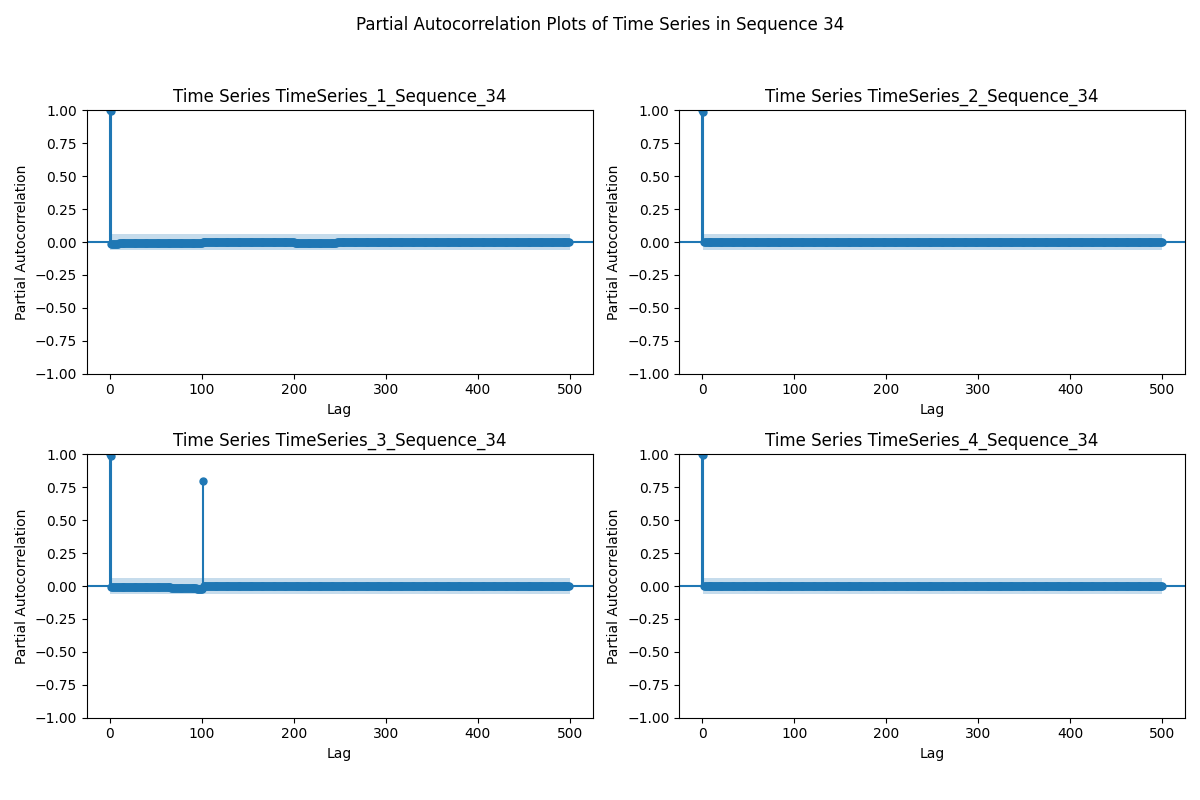 Partial Autocorrelation Plots of Time Series in Sequence 34
Time Series TimeSeries_1_Sequence_34
Partial Autocorrelation
1.00
0.75
0.50
0.25
0.00
−0.25
−0.50
−0.75
−1.00
0 100 200 300 400 500
Lag
Time Series TimeSeries_2_Sequence_34
Partial Autocorrelation
1.00
0.75
0.50
0.25
0.00
−0.25
−0.50
−0.75
−1.00
0 100 200 300 400 500
Lag
Time Series TimeSeries_3_Sequence_34
Partial Autocorrelation
1.00
0.75
0.50
0.25
0.00
−0.25
−0.50
−0.75
−1.00
0 100 200 300 400 500
Lag
Time Series TimeSeries_4_Sequence_34
Partial Autocorrelation
1.00
0.75
0.50
0.25
0.00
−0.25
−0.50
−0.75
−1.00
0 100 200 300 400 500
Lag